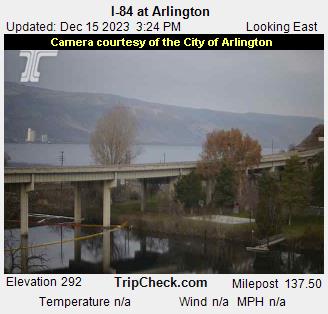 I-84 at Arlington
Updated: Dec 15 2023 3:24 PM Looking East
Camera courtesy of the City of Arlington
Elevation 292 TripCheck.com Milepost 137.50
Temperature n/a Wind n/a MPH n/a